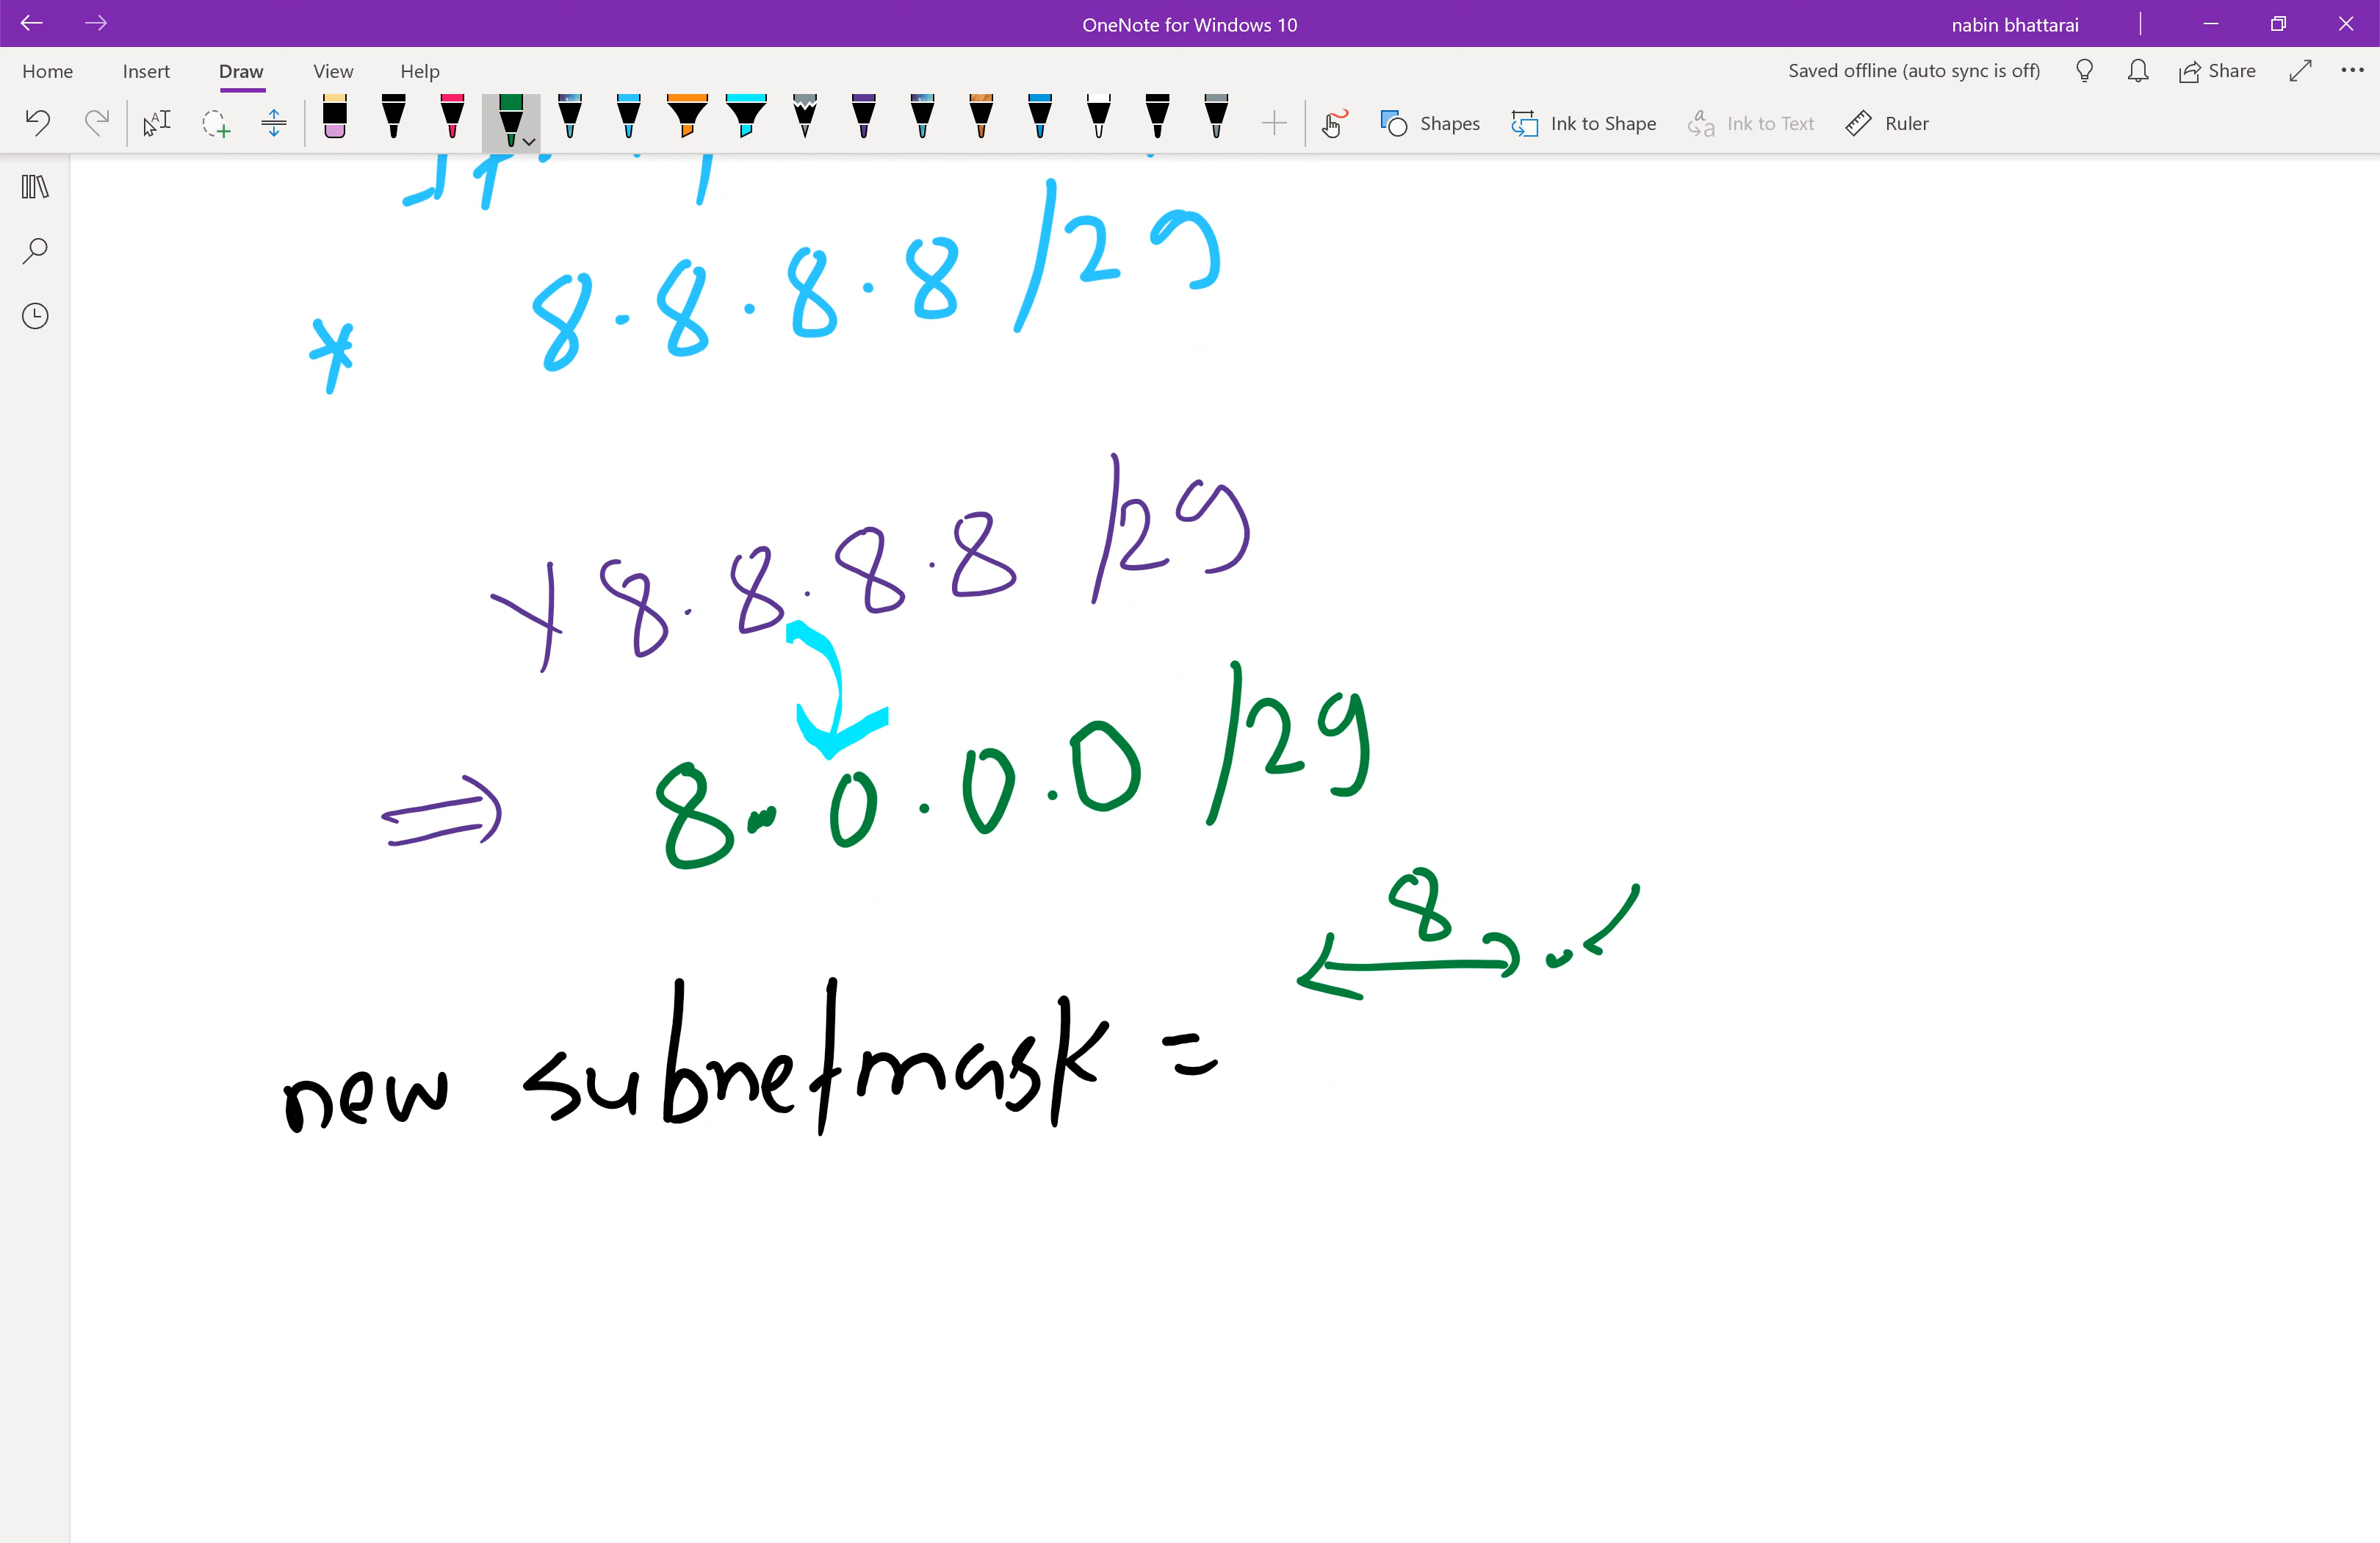 OneNote for Windows 10
nabin bhattarai
Home Insert Draw View Help
Saved offline (auto sync is off) Share
Shapes Ink to Shape Ink to Text Ruler
* 8.8.8.8 /29
8.8.8.8 /29
⇒ 8.0.0.0 /29
8
new subnetmask =